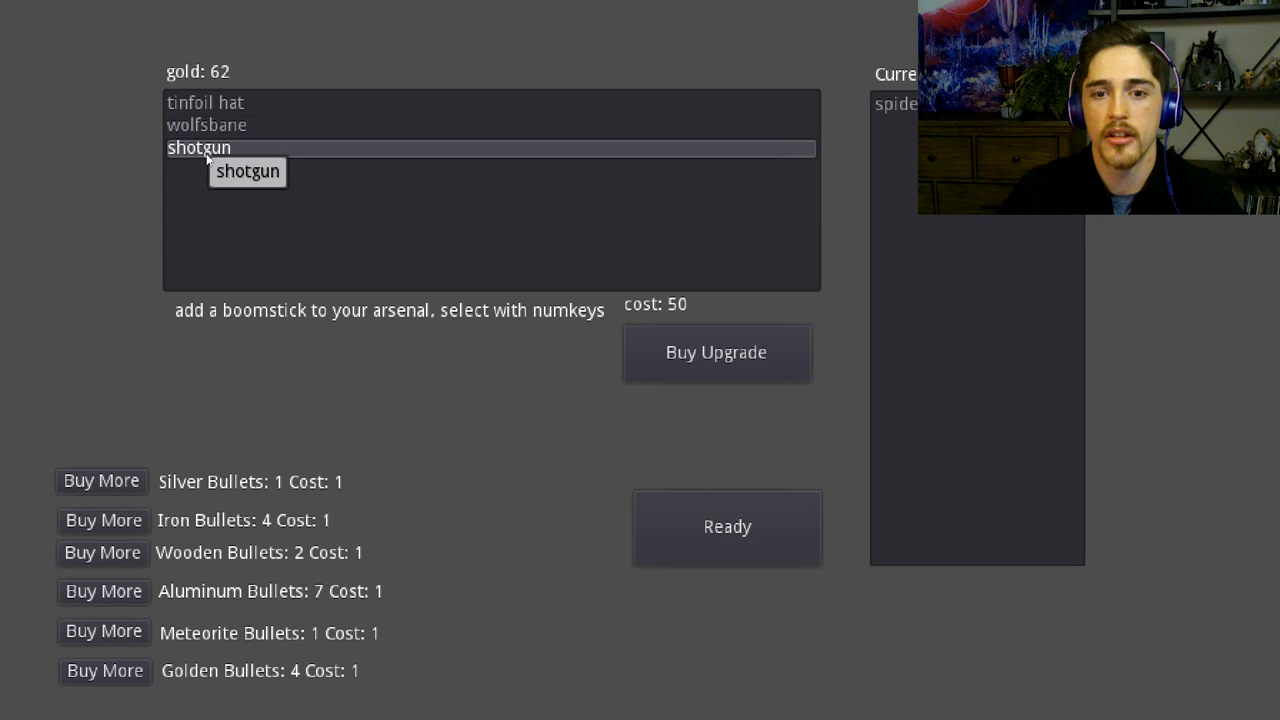 gold: 62
tinfoil hat
wolfsbane
shotgun
shotgun
add a boomstick to your arsenal, select with numkeys
cost: 50
Buy Upgrade
Buy More Silver Bullets: 1 Cost: 1
Buy More Iron Bullets: 4 Cost: 1
Buy More Wooden Bullets: 2 Cost: 1
Buy More Aluminum Bullets: 7 Cost: 1
Buy More Meteorite Bullets: 1 Cost: 1
Buy More Golden Bullets: 4 Cost: 1
Ready
Curre
spide